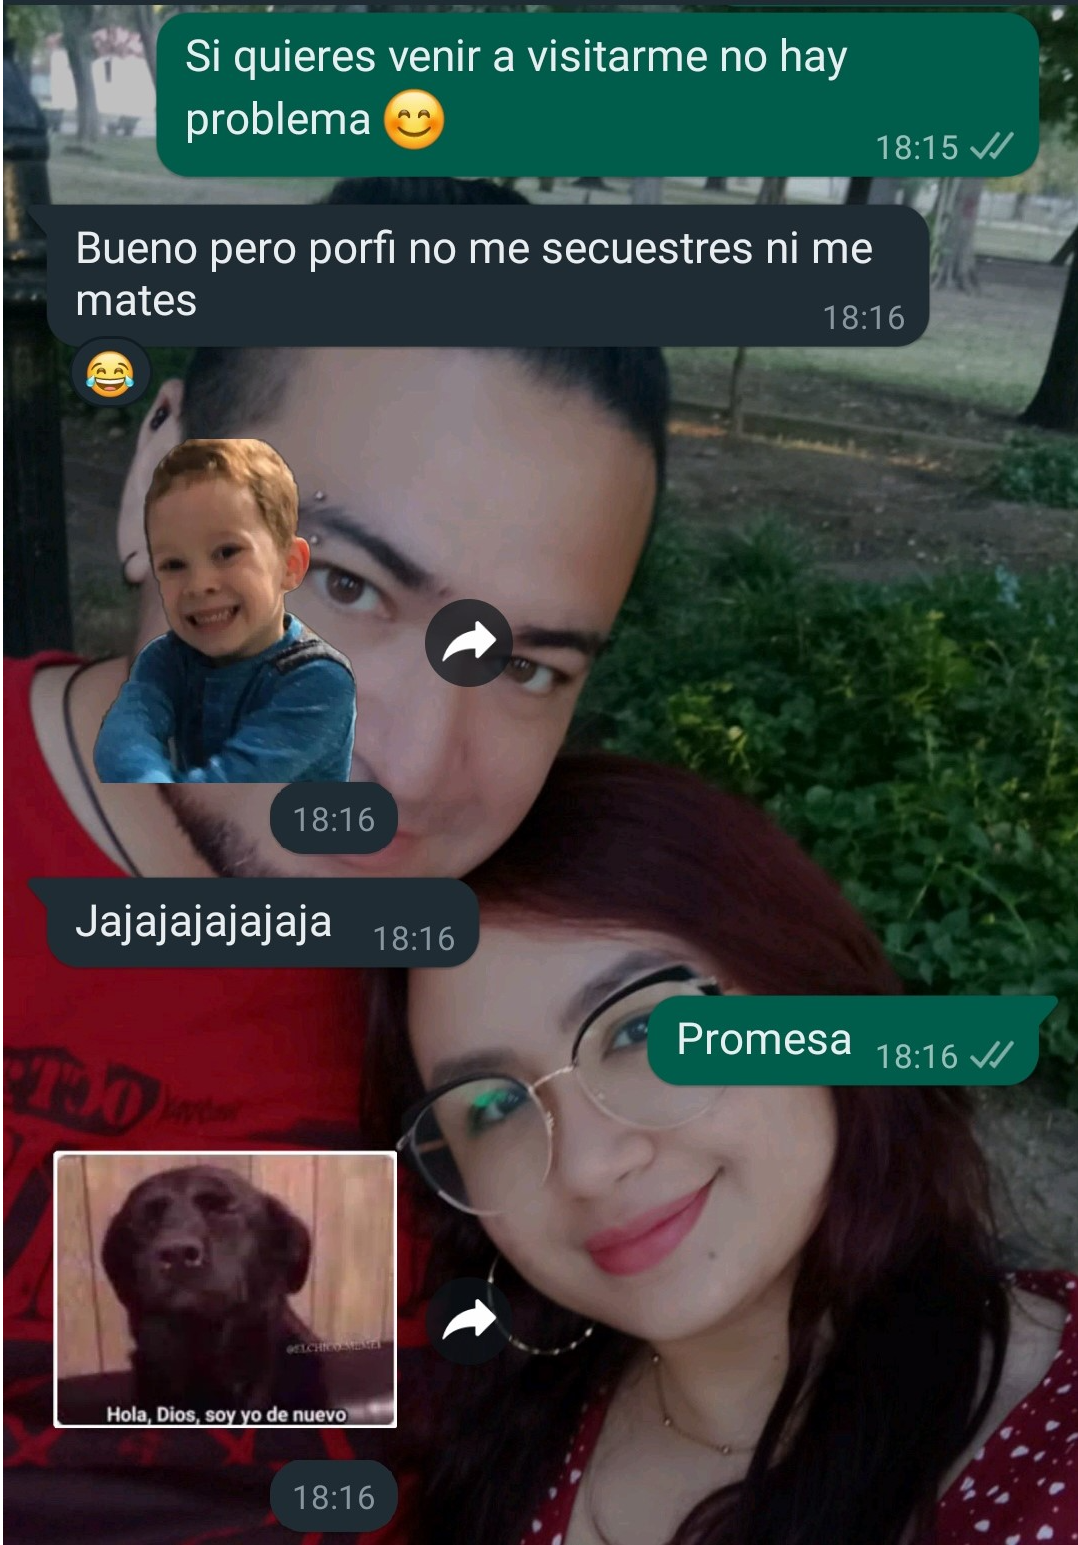 Si quieres venir a visitarme no hay
problema 😊
18:15
Bueno pero porfi no me secuestres ni me
mates
18:16
😂
18:16
Jajajajajajaja 18:16
Promesa 18:16
@ELCHICO.MEMES
Hola, Dios, soy yo de nuevo
18:16